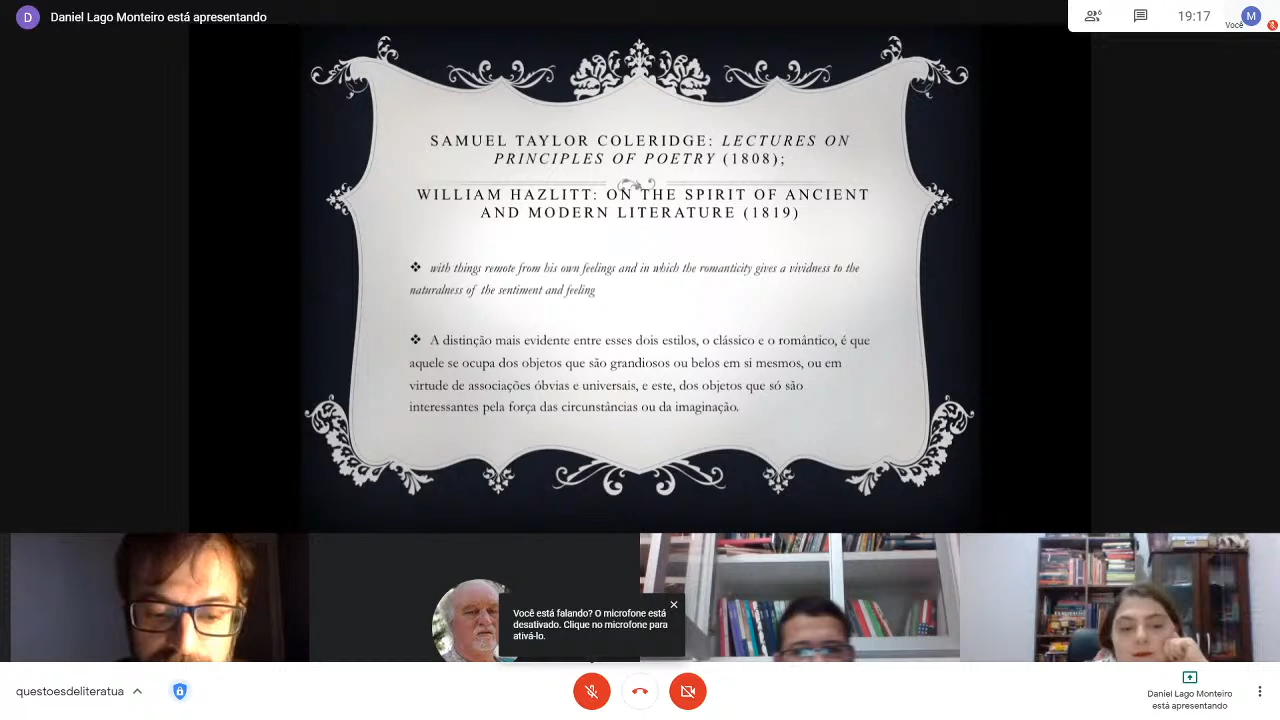 D Daniel Lago Monteiro está apresentando
6 19:17 M
Você
SAMUEL TAYLOR COLERIDGE: LECTURES ON
PRINCIPLES OF POETRY (1808);
WILLIAM HAZLITT: ON THE SPIRIT OF ANCIENT
AND MODERN LITERATURE (1819)
❖ with things remote from his own feelings and in which the romanticity gives a vividness to the
naturalness of the sentiment and feeling
❖ A distinção mais evidente entre esses dois estilos, o clássico e o romântico, é que
aquele se ocupa dos objetos que são grandiosos ou belos em si mesmos, ou em
virtude de associações óbvias e universais, e este, dos objetos que só são
interessantes pela força das circunstâncias ou da imaginação.
Você está falando? O microfone está
desativado. Clique no microfone para
ativá-lo.
questoesdeliteratua
Daniel Lago Monteiro
está apresentando